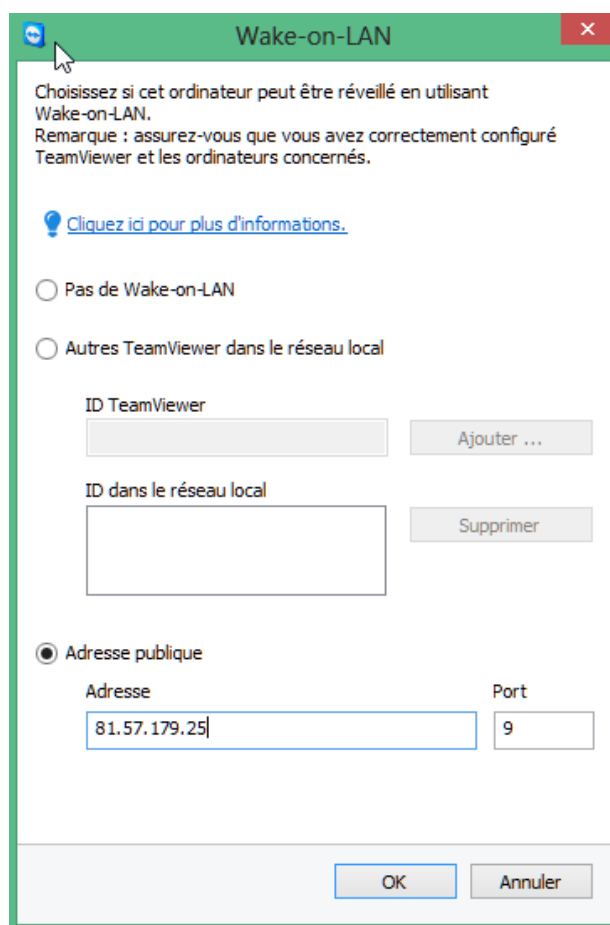 Wake-on-LAN
Choisissez si cet ordinateur peut être réveillé en utilisant
Wake-on-LAN.
Remarque : assurez-vous que vous avez correctement configuré
TeamViewer et les ordinateurs concernés.
Cliquez ici pour plus d'informations.
Pas de Wake-on-LAN
Autres TeamViewer dans le réseau local
ID TeamViewer
Ajouter ...
ID dans le réseau local
Supprimer
Adresse publique
Adresse Port
81.57.179.25 9
OK Annuler